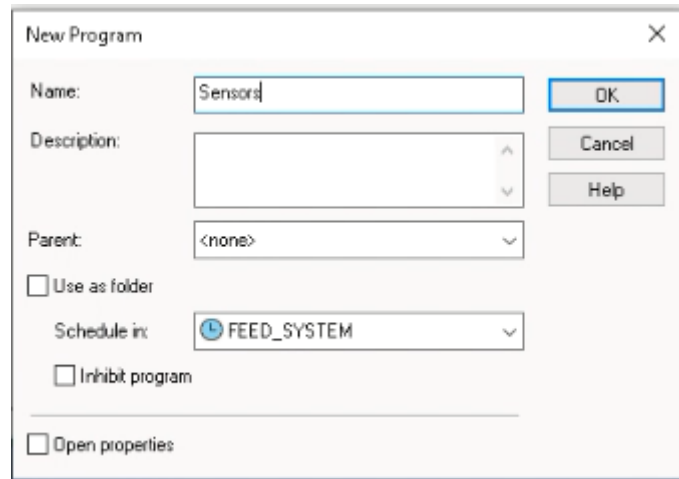 New Program
Name: Sensors OK
Description: Cancel
Help
Parent: <none>
Use as folder
Schedule in: FEED_SYSTEM
Inhibit program
Open properties